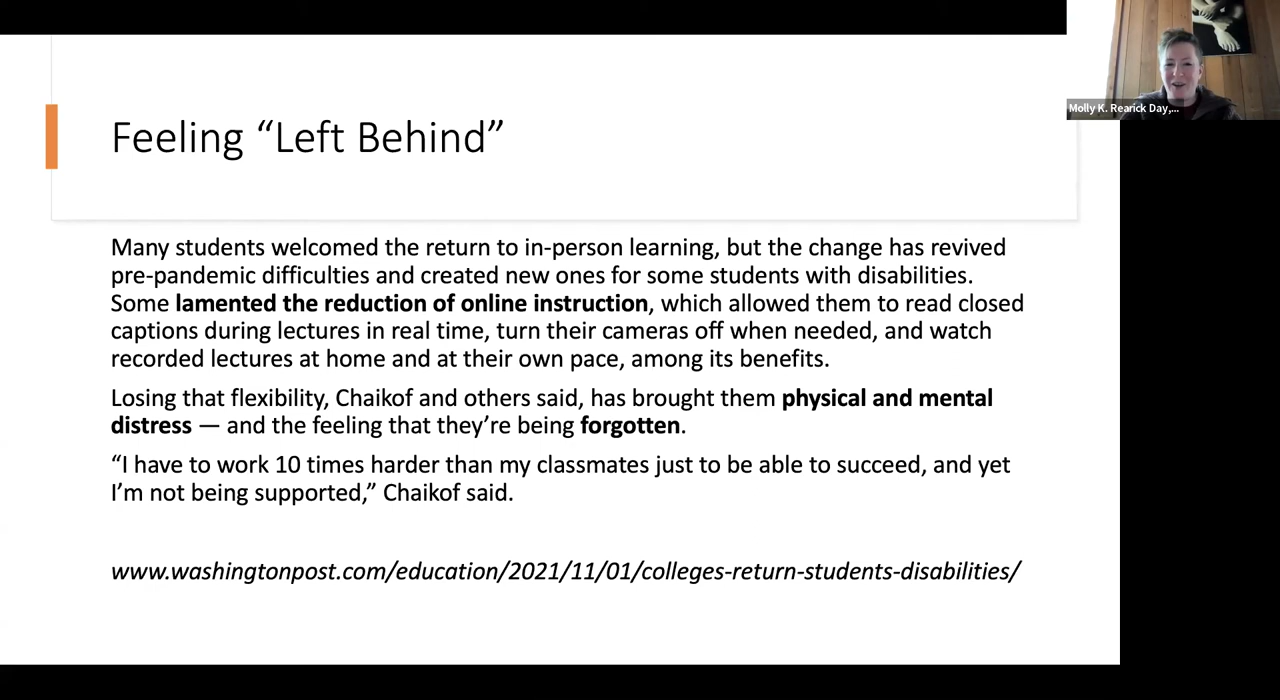 Molly K. Rearick Day,...
Feeling “Left Behind”
Many students welcomed the return to in-person learning, but the change has revived
pre-pandemic difficulties and created new ones for some students with disabilities.
Some lamented the reduction of online instruction, which allowed them to read closed
captions during lectures in real time, turn their cameras off when needed, and watch
recorded lectures at home and at their own pace, among its benefits.
Losing that flexibility, Chaikof and others said, has brought them physical and mental
distress — and the feeling that they’re being forgotten.
“I have to work 10 times harder than my classmates just to be able to succeed, and yet
I’m not being supported,” Chaikof said.
www.washingtonpost.com/education/2021/11/01/colleges-return-students-disabilities/